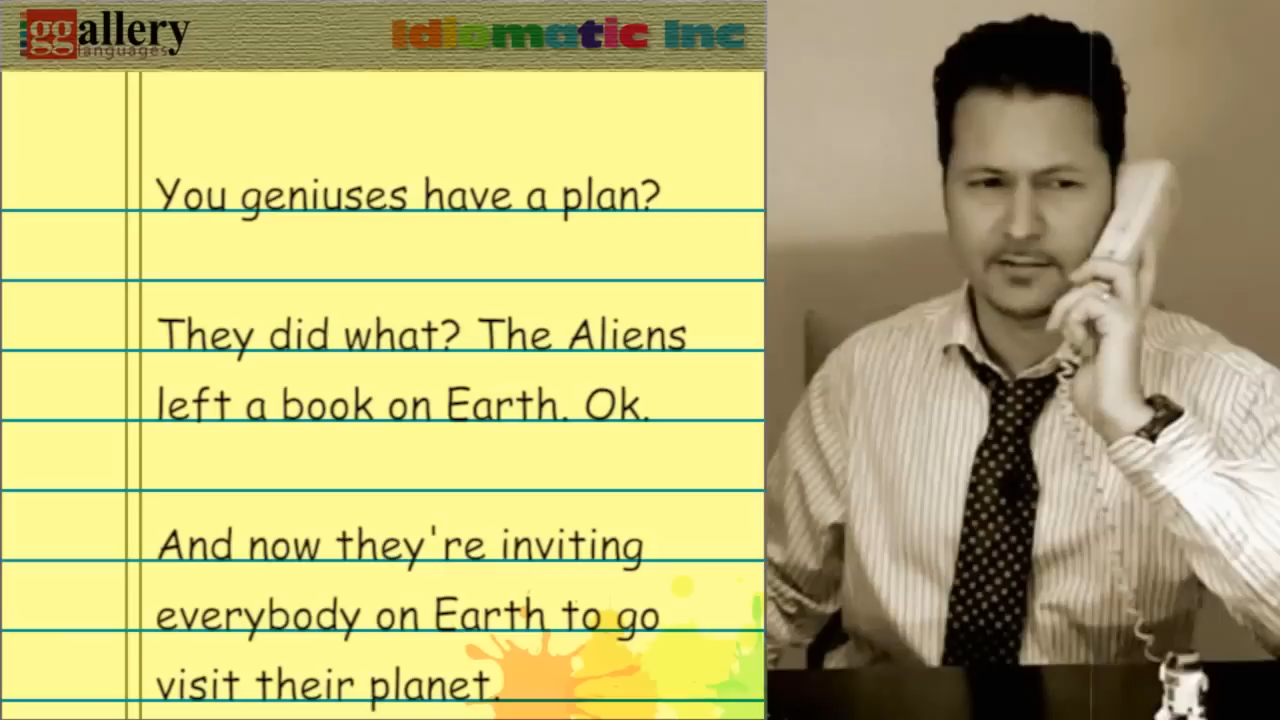 ggallery
languages
Idiomatic Inc
You geniuses have a plan?
They did what? The Aliens
left a book on Earth. Ok.
And now they're inviting
everybody on Earth to go
visit their planet.